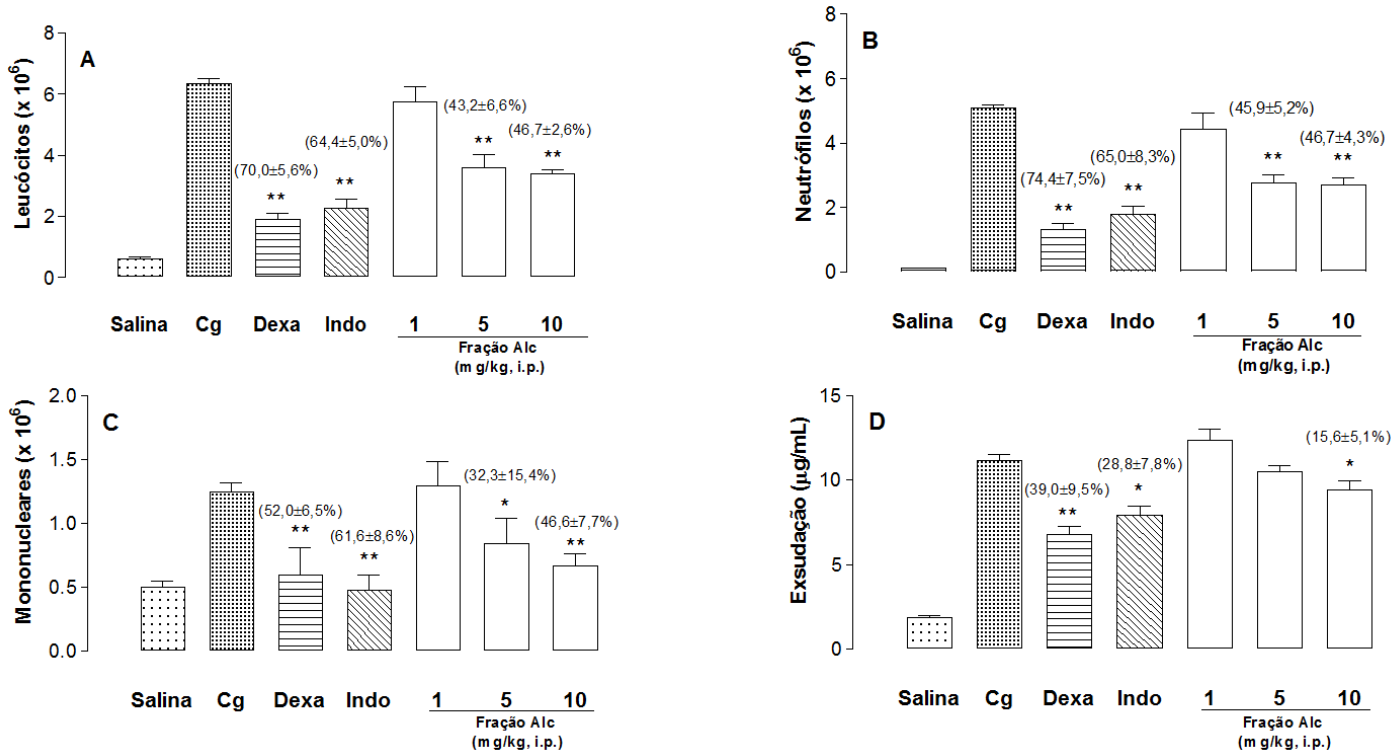 A
Leucócitos (x 10⁶)
8
6
4
2
0
(70,0±5,6%)
**
(64,4±5,0%)
**
(43,2±6,6%)
**
(46,7±2,6%)
**
Salina Cg Dexa Indo 1 5 10
Fração Alc
(mg/kg, i.p.)
B
Neutrófilos (x 10⁶)
8
6
4
2
0
(74,4±7,5%)
**
(65,0±8,3%)
**
(45,9±5,2%)
**
(46,7±4,3%)
**
Salina Cg Dexa Indo 1 5 10
Fração Alc
(mg/kg, i.p.)
C
Mononucleares (x 10⁶)
2.0
1.5
1.0
0.5
0.0
(52,0±6,5%)
**
(61,6±8,6%)
**
(32,3±15,4%)
*
(46,6±7,7%)
**
Salina Cg Dexa Indo 1 5 10
Fração Alc
(mg/kg, i.p.)
D
Exsudação (µg/mL)
15
10
5
0
(39,0±9,5%)
**
(28,8±7,8%)
*
(15,6±5,1%)
*
Salina Cg Dexa Indo 1 5 10
Fração Alc
(mg/kg, i.p.)